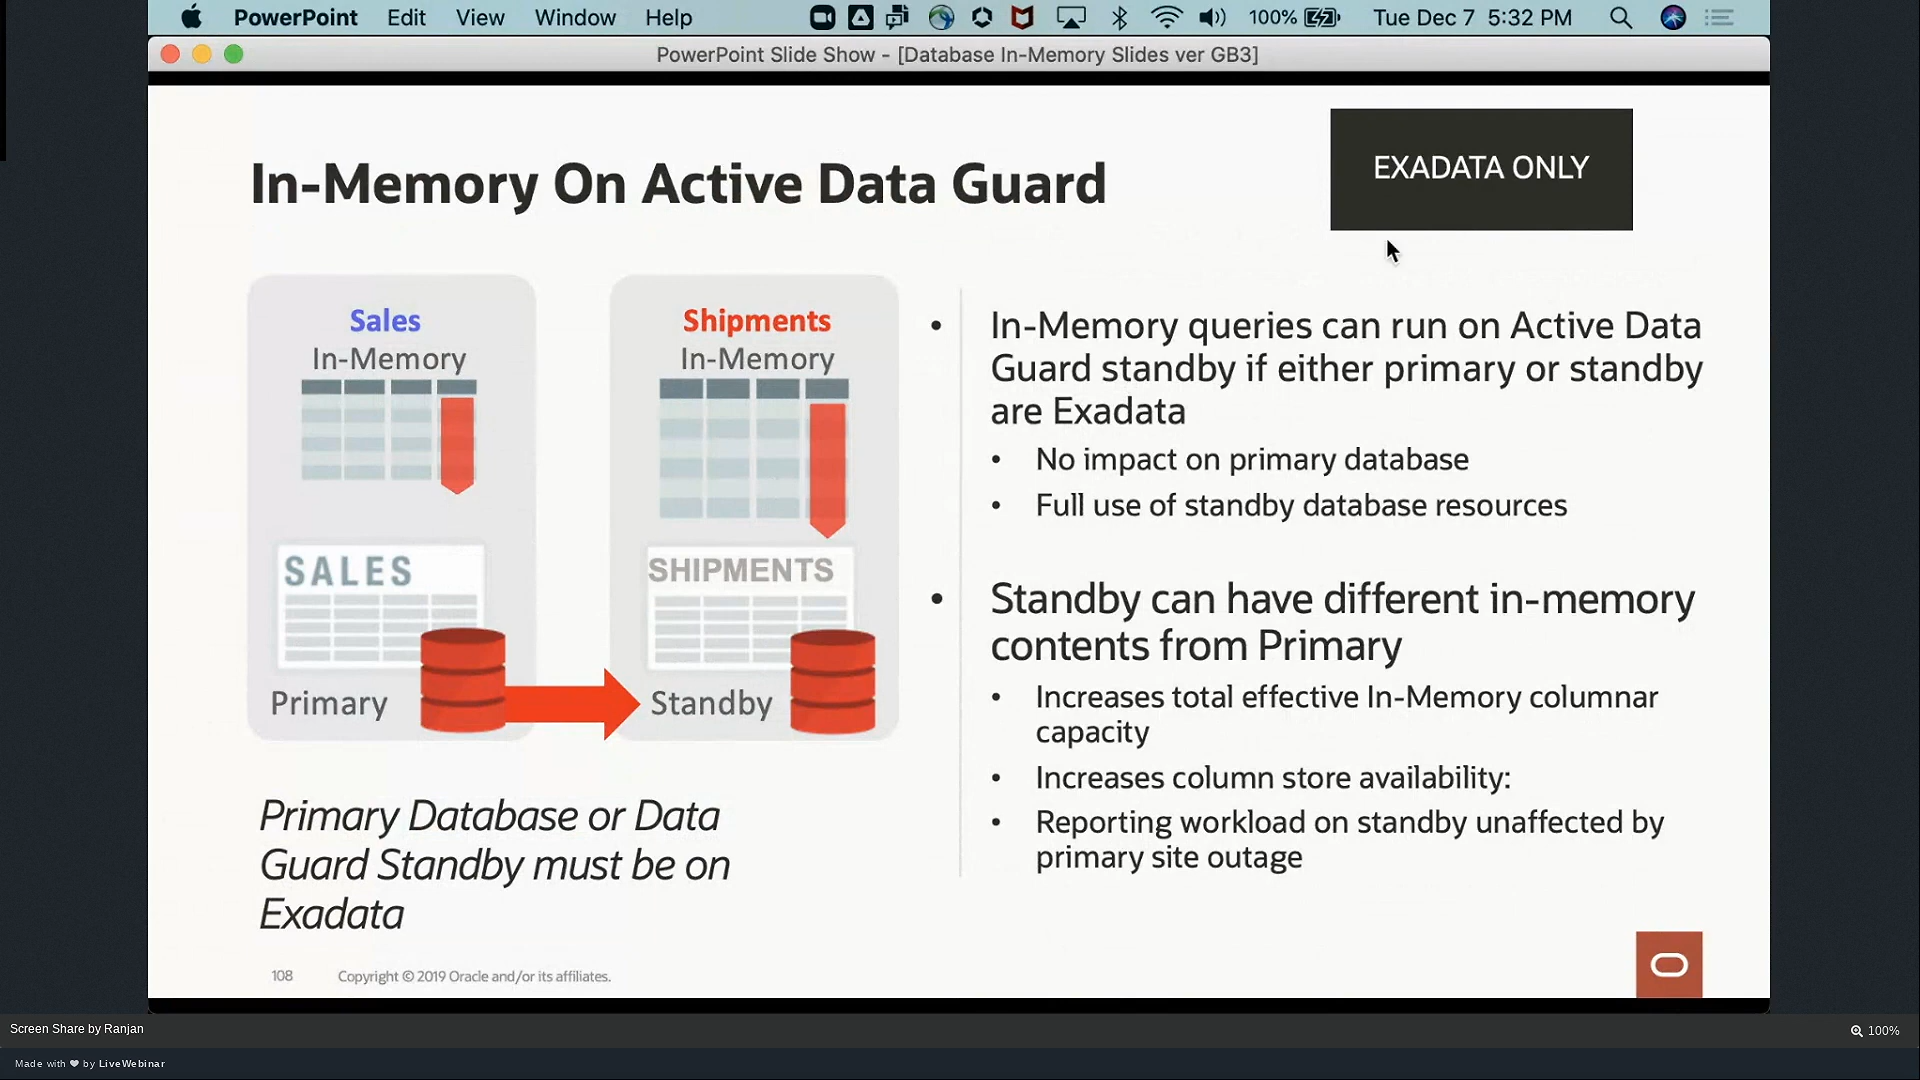 PowerPoint Edit View Window Help 100% Tue Dec 7 5:32 PM
PowerPoint Slide Show - [Database In-Memory Slides ver GB3]
EXADATA ONLY
In-Memory On Active Data Guard
Sales
In-Memory
SALES
Primary
Shipments
In-Memory
SHIPMENTS
Standby
Primary Database or Data
Guard Standby must be on
Exadata
• In-Memory queries can run on Active Data
Guard standby if either primary or standby
are Exadata
• No impact on primary database
• Full use of standby database resources
• Standby can have different in-memory
contents from Primary
• Increases total effective In-Memory columnar
capacity
• Increases column store availability:
• Reporting workload on standby unaffected by
primary site outage
108 Copyright © 2019 Oracle and/or its affiliates.
Screen Share by Ranjan
100%
Made with ❤ by LiveWebinar